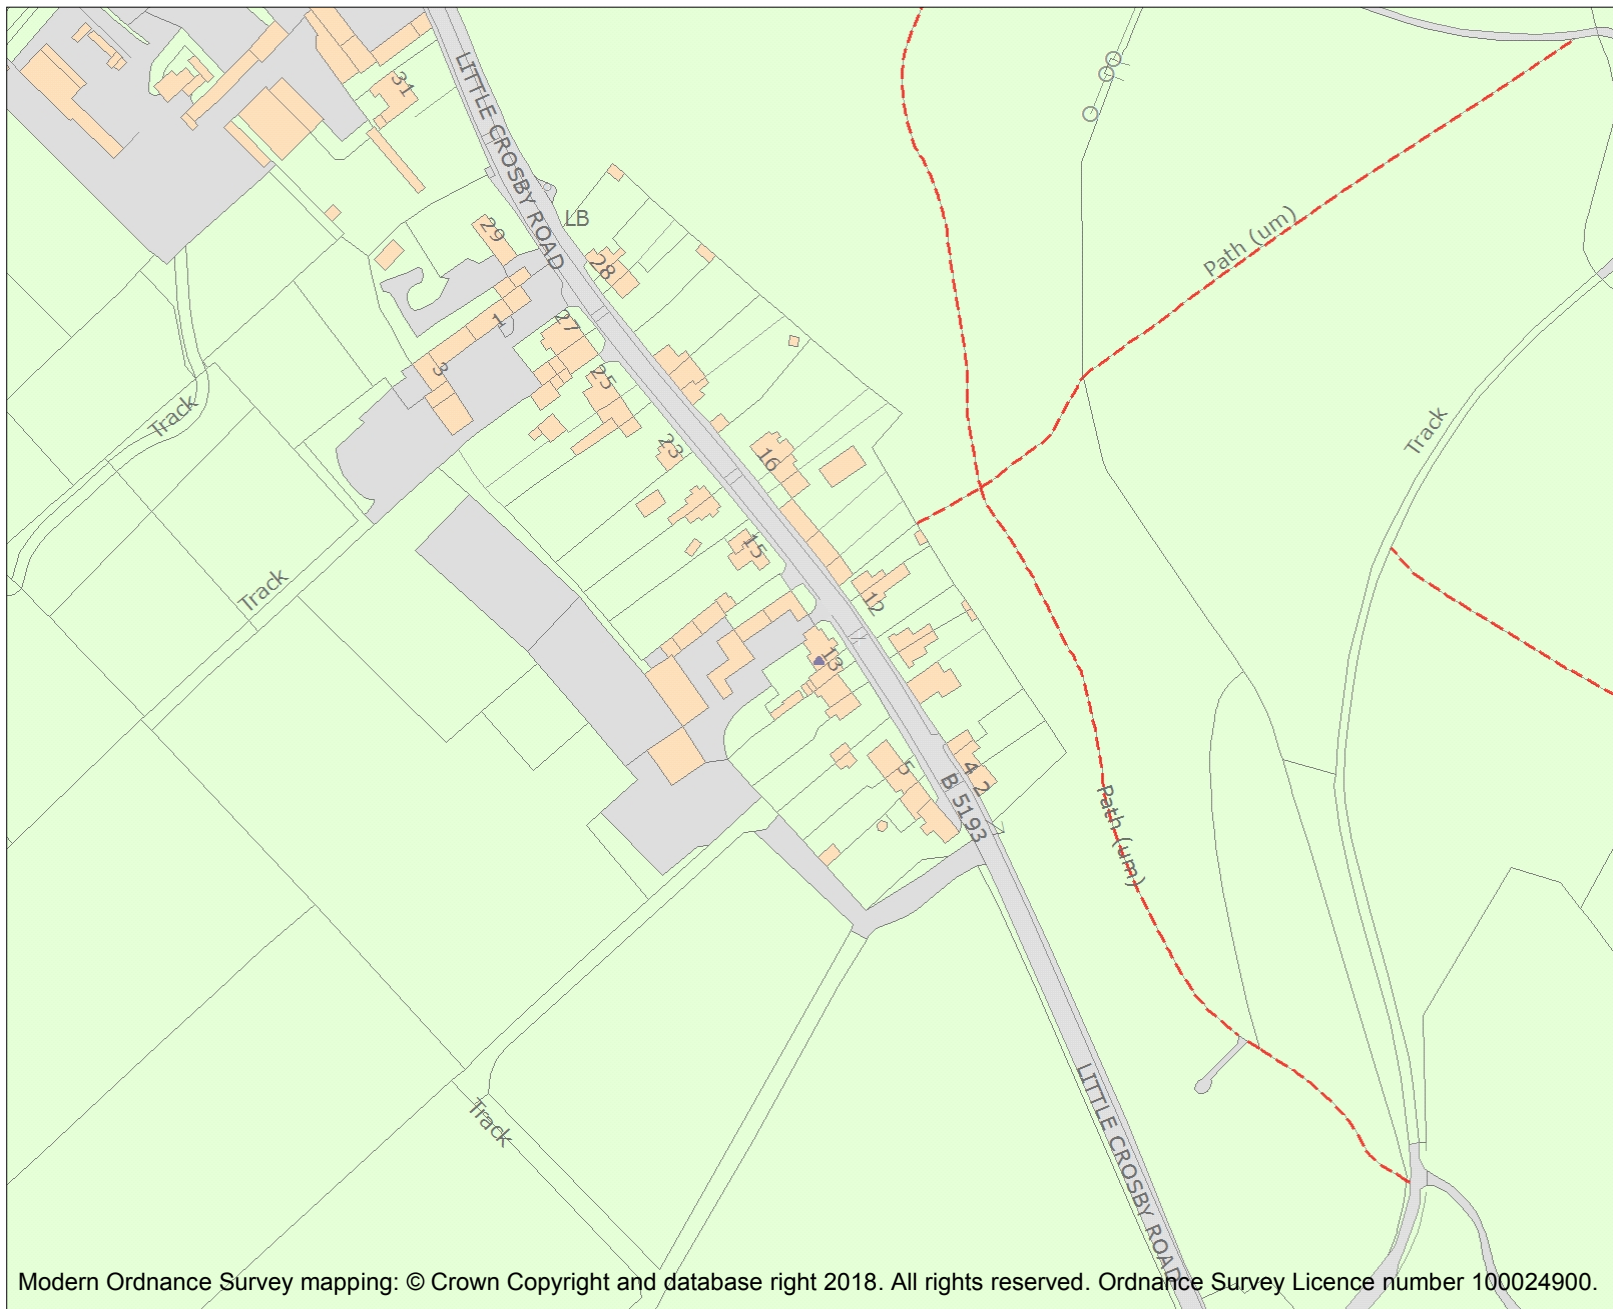 31
LITTLE CROSBY ROAD
LB
29
28
Path (um)
1
27
3
25
Track
Track
23
16
15
Track
12
13
5
4
2
B 5193
Path (um)
Track
LITTLE CROSBY ROAD
Modern Ordnance Survey mapping: © Crown Copyright and database right 2018. All rights reserved. Ordnance Survey Licence number 100024900.